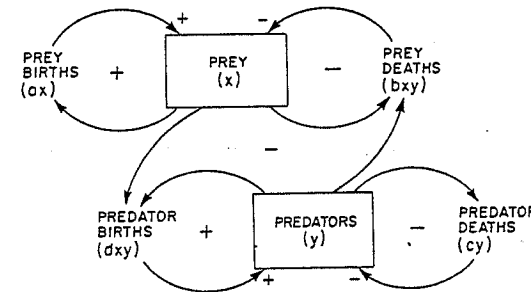 +
−
PREY
BIRTHS
(ax)
+
PREY
(x)
−
PREY
DEATHS
(bxy)
−
PREDATOR
BIRTHS
(dxy)
+
PREDATORS
(y)
−
PREDATOR
DEATHS
(cy)
+
−